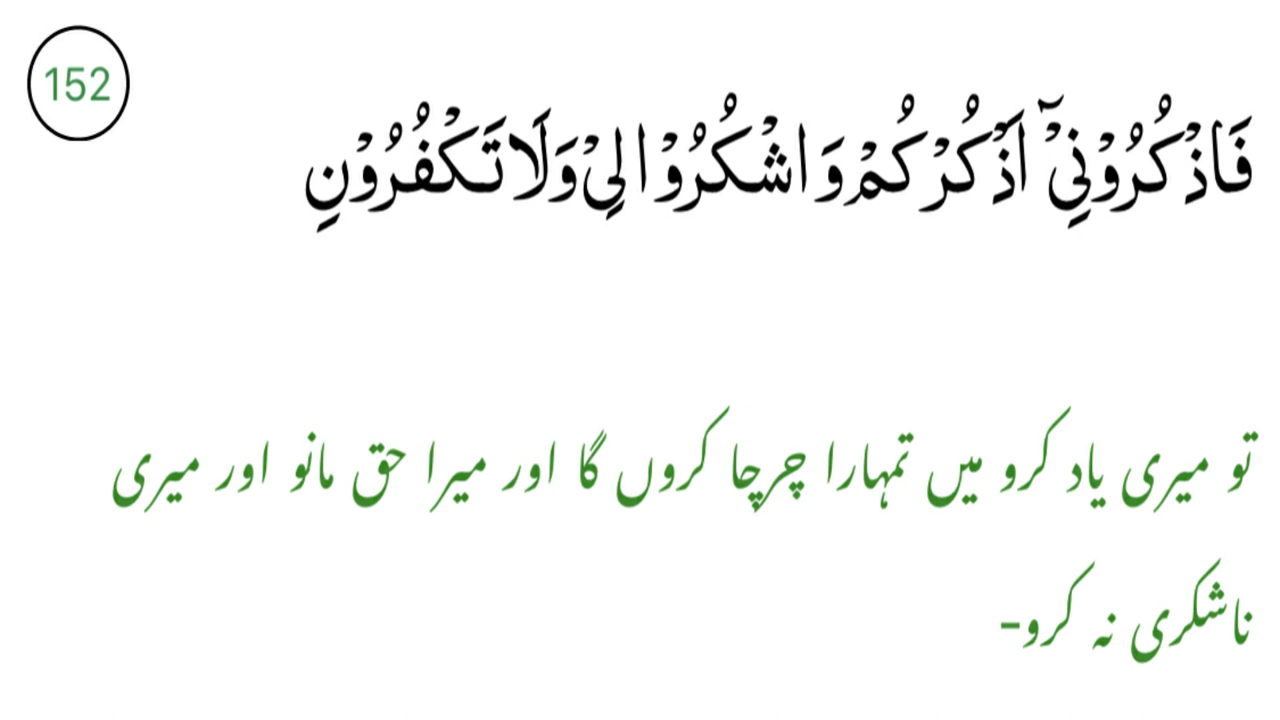 152
فَاذْكُرُوْنِیْۤ اَذْكُرْكُمْ وَ اشْكُرُوْا لِیْ وَ لَا تَكْفُرُوْنِ
تو میری یاد کرو میں تمہارا چرچا کروں گا اور میرا حق مانو اور میری
ناشکری نہ کرو-